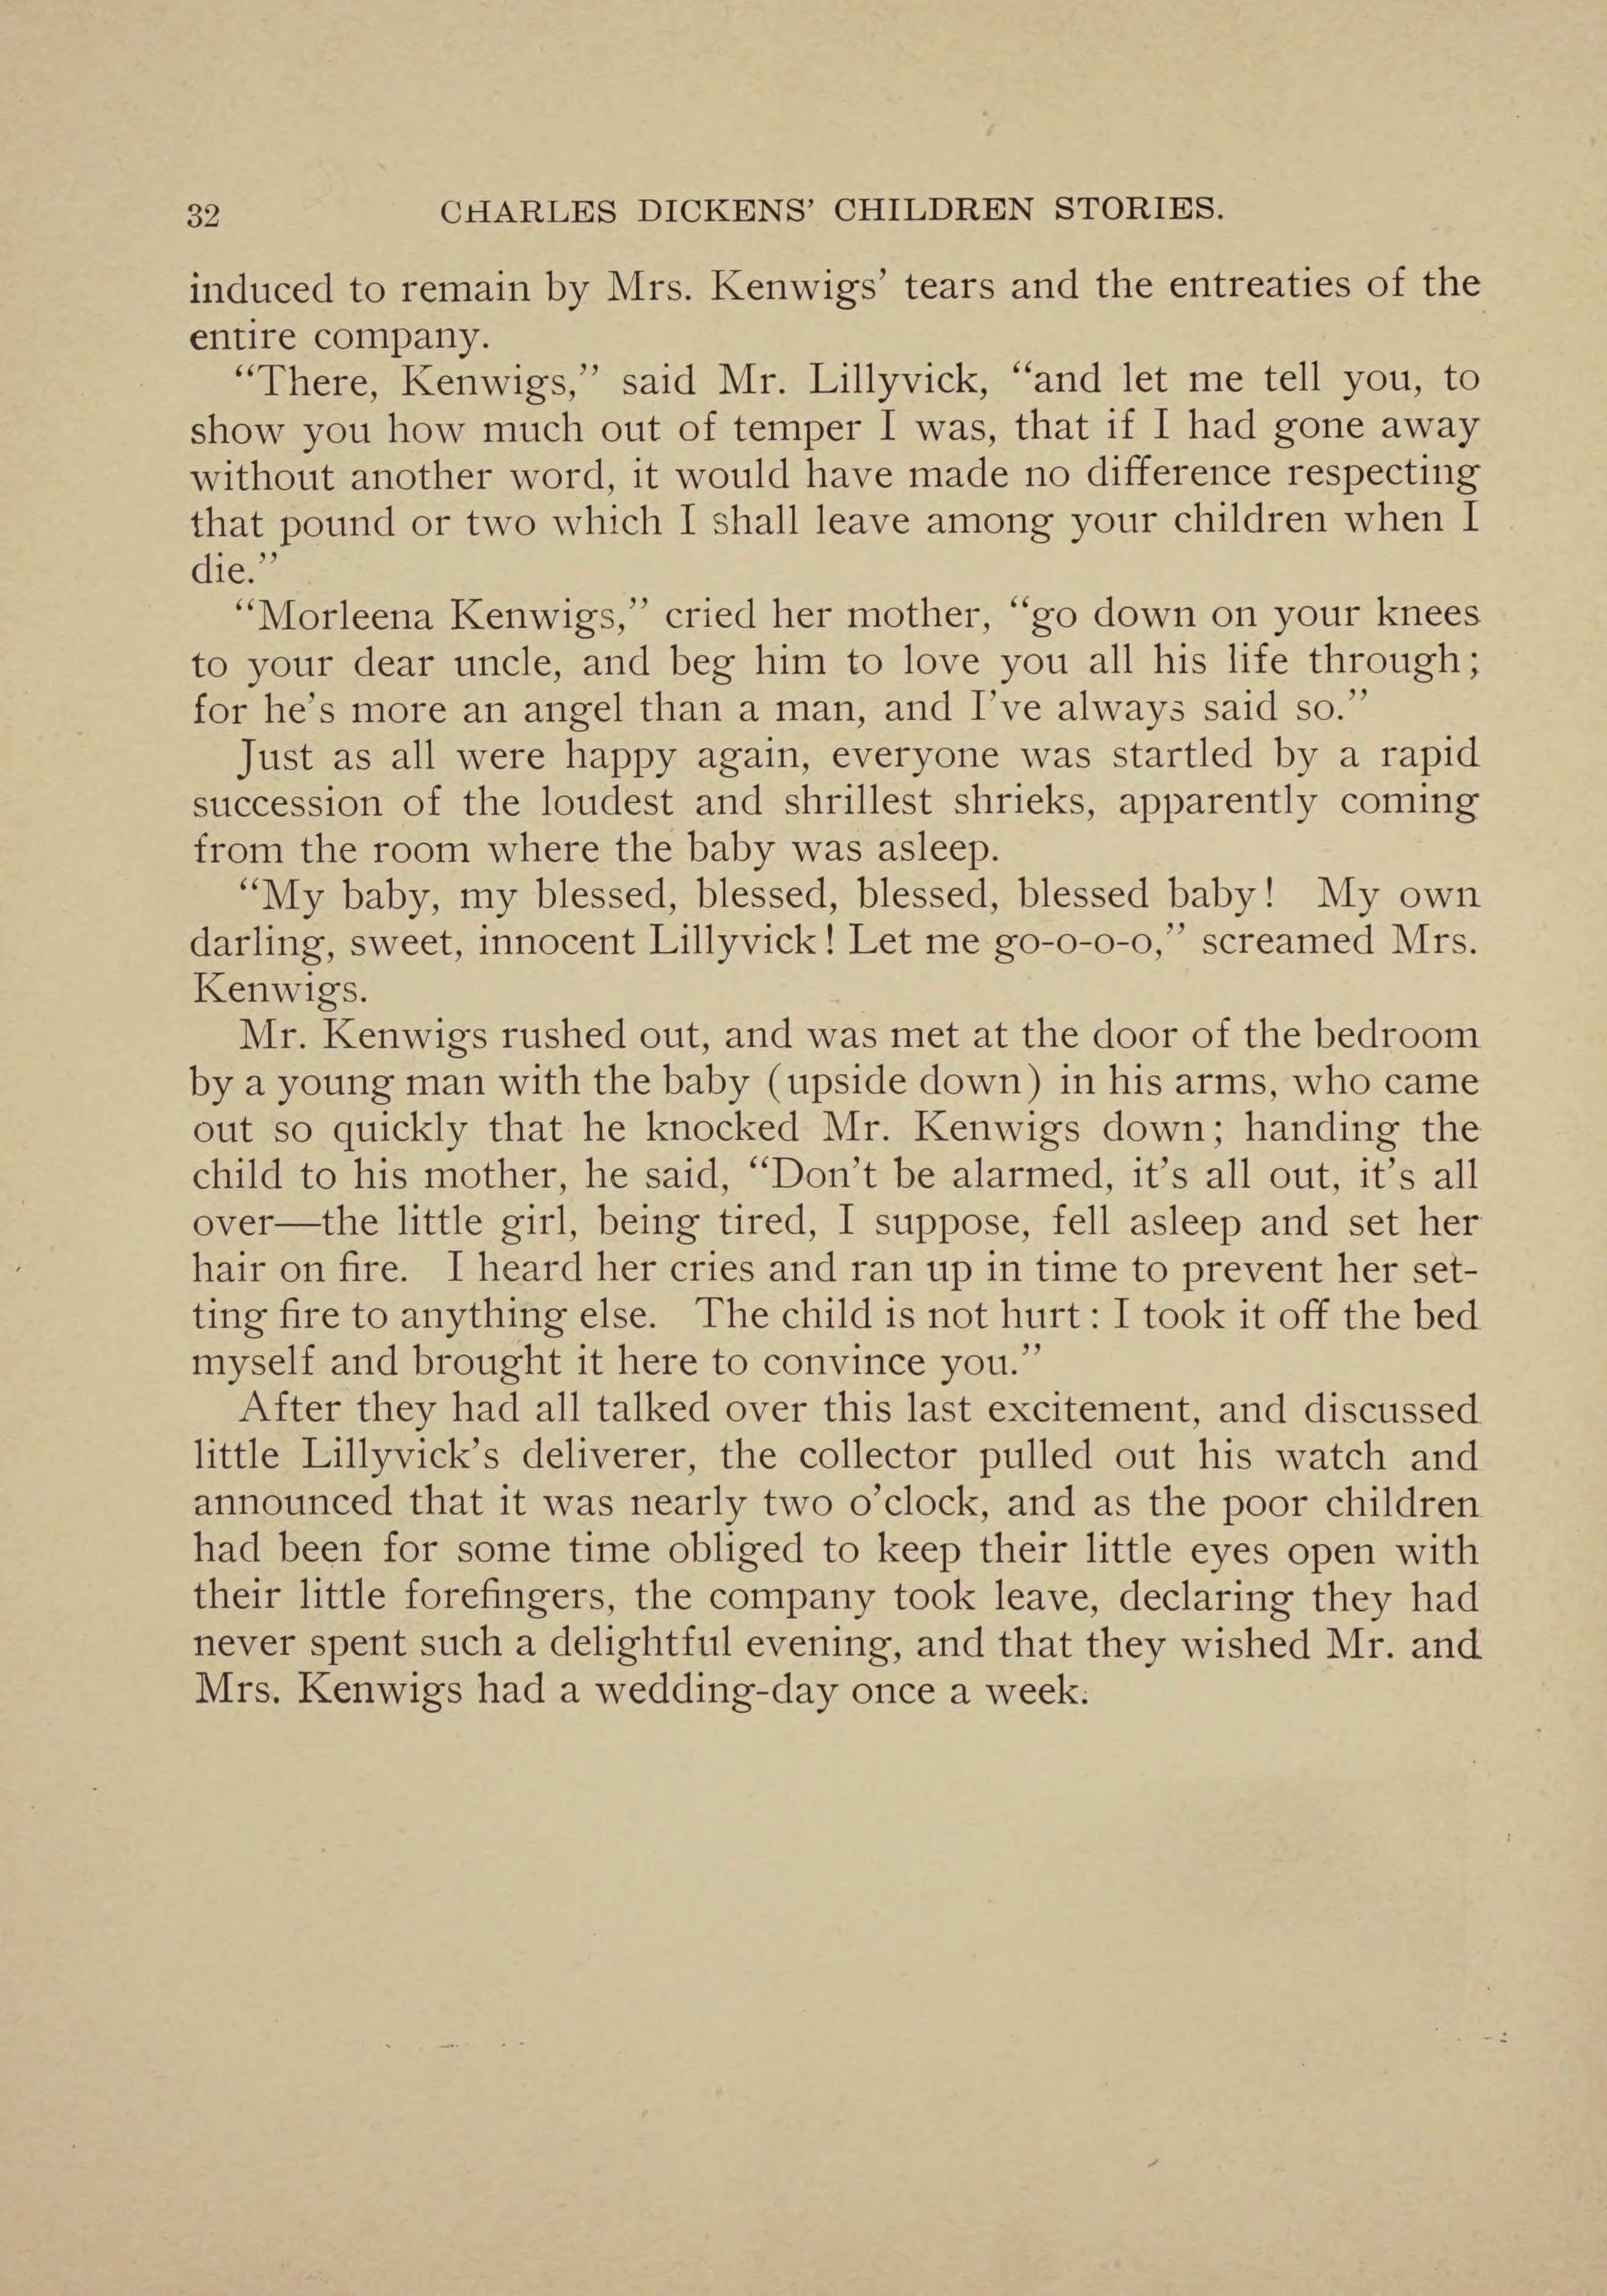 32 CHARLES DICKENS' CHILDREN STORIES.
induced to remain by Mrs. Kenwigs' tears and the entreaties of the
entire company.
“There, Kenwigs,” said Mr. Lillyvick, “and let me tell you, to
show you how much out of temper I was, that if I had gone away
without another word, it would have made no difference respecting
that pound or two which I shall leave among your children when I
die.”
“Morleena Kenwigs,” cried her mother, “go down on your knees
to your dear uncle, and beg him to love you all his life through;
for he's more an angel than a man, and I've always said so.”
Just as all were happy again, everyone was startled by a rapid
succession of the loudest and shrillest shrieks, apparently coming
from the room where the baby was asleep.
“My baby, my blessed, blessed, blessed, blessed baby! My own
darling, sweet, innocent Lillyvick! Let me go-o-o-o,” screamed Mrs.
Kenwigs.
Mr. Kenwigs rushed out, and was met at the door of the bedroom
by a young man with the baby (upside down) in his arms, who came
out so quickly that he knocked Mr. Kenwigs down; handing the
child to his mother, he said, “Don't be alarmed, it's all out, it's all
over—the little girl, being tired, I suppose, fell asleep and set her
hair on fire. I heard her cries and ran up in time to prevent her set-
ting fire to anything else. The child is not hurt: I took it off the bed
myself and brought it here to convince you.”
After they had all talked over this last excitement, and discussed
little Lillyvick's deliverer, the collector pulled out his watch and
announced that it was nearly two o'clock, and as the poor children
had been for some time obliged to keep their little eyes open with
their little forefingers, the company took leave, declaring they had
never spent such a delightful evening, and that they wished Mr. and
Mrs. Kenwigs had a wedding-day once a week.